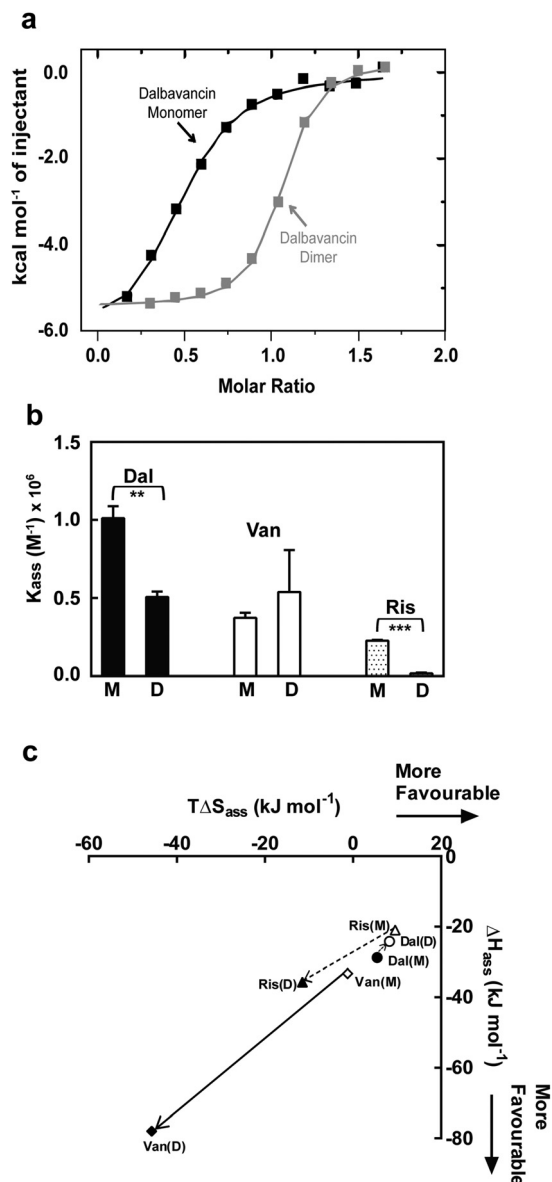 a
kcal mol-1 of injectant
0.0
-2.0
-4.0
-6.0
Dalbavancin
Monomer
Dalbavancin
Dimer
0.0 0.5 1.0 1.5 2.0
Molar Ratio
b
Kass (M-1) x 106
1.5
1.0
0.5
0.0
Dal
**
Van
Ris
***
M D M D M D
c
More
Favourable
TΔSass (kJ mol-1)
-60 -40 -20 0 20
0
-20
-40
-60
-80
ΔHass (kJ mol-1)
Ris(M)
Dal(D)
Dal(M)
Ris(D)
Van(M)
Van(D)
More
Favourable